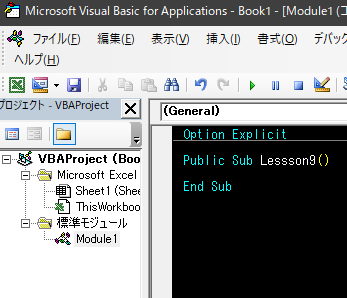 Microsoft Visual Basic for Applications - Book1 - [Module1 (コ
ファイル(F) 編集(E) 表示(V) 挿入(I) 書式(O) デバッグ
ヘルプ(H)
プロジェクト - VBAProject
(General)
VBAProject (Boo
Microsoft Excel
Sheet1 (Shee
ThisWorkboo
標準モジュール
Module1
Option Explicit
Public Sub Lessson9()
End Sub